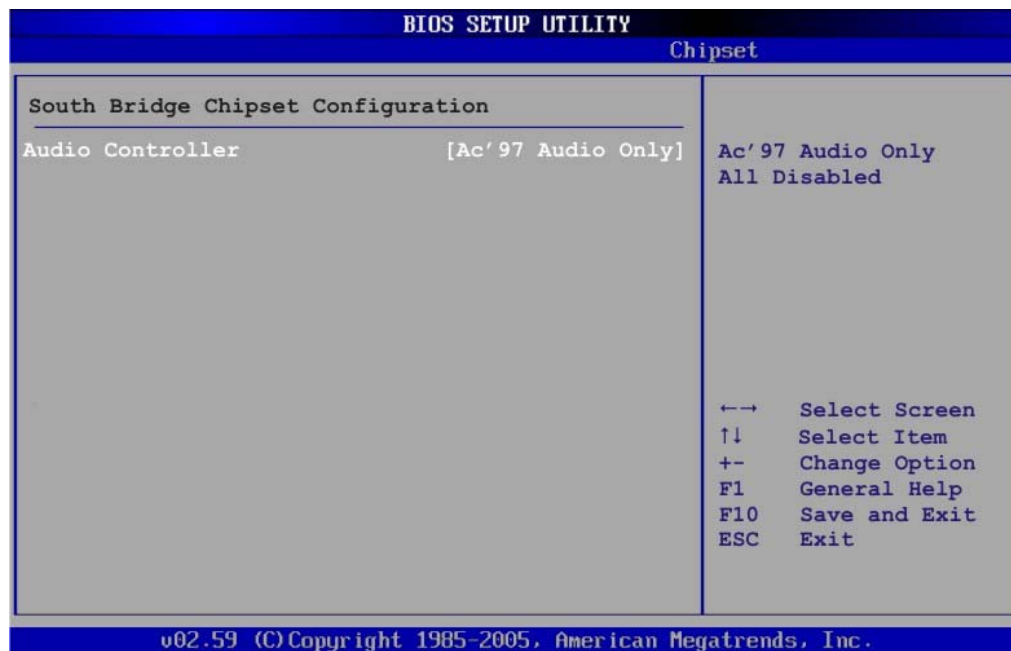 BIOS SETUP UTILITY
Chipset
South Bridge Chipset Configuration
Audio Controller [Ac'97 Audio Only]
Ac'97 Audio Only
All Disabled
←→ Select Screen
↑↓ Select Item
+- Change Option
F1 General Help
F10 Save and Exit
ESC Exit
v02.59 (C)Copyright 1985-2005, American Megatrends, Inc.